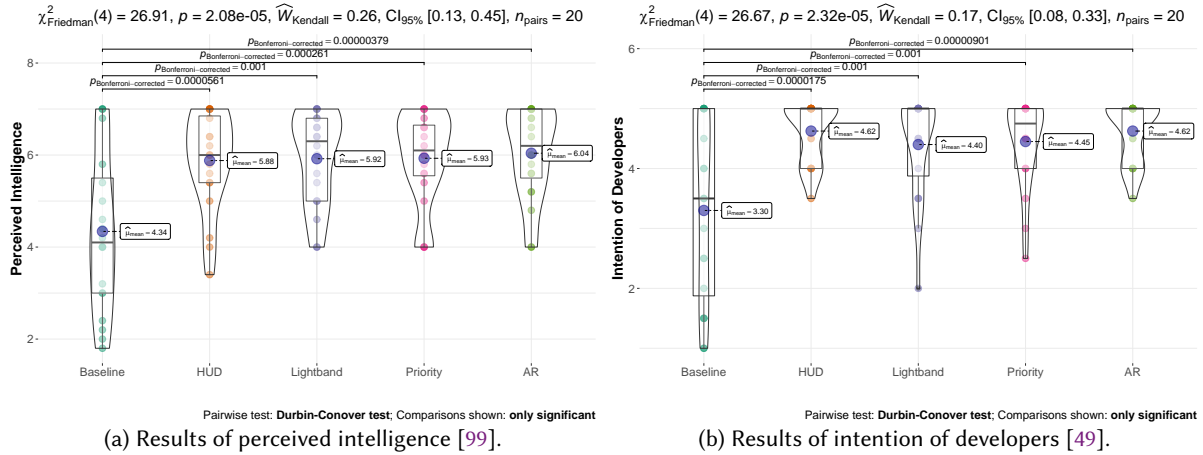 χ²Friedman(4) = 26.91, p = 2.08e-05, ŴKendall = 0.26, CI95% [0.13, 0.45], npairs = 20
pBonferroni−corrected = 0.00000379
pBonferroni−corrected = 0.000261
pBonferroni−corrected = 0.001
pBonferroni−corrected = 0.0000561
8
6
4
2
Perceived Intelligence
μ̂mean = 4.34
μ̂mean = 5.88
μ̂mean = 5.92
μ̂mean = 5.93
μ̂mean = 6.04
Baseline HUD Lightband Priority AR
Pairwise test: Durbin-Conover test; Comparisons shown: only significant
(a) Results of perceived intelligence [99].
χ²Friedman(4) = 26.67, p = 2.32e-05, ŴKendall = 0.17, CI95% [0.08, 0.33], npairs = 20
pBonferroni−corrected = 0.00000901
pBonferroni−corrected = 0.001
pBonferroni−corrected = 0.001
pBonferroni−corrected = 0.0000175
6
4
2
Intention of Developers
μ̂mean = 3.30
μ̂mean = 4.62
μ̂mean = 4.40
μ̂mean = 4.45
μ̂mean = 4.62
Baseline HUD Lightband Priority AR
Pairwise test: Durbin-Conover test; Comparisons shown: only significant
(b) Results of intention of developers [49].